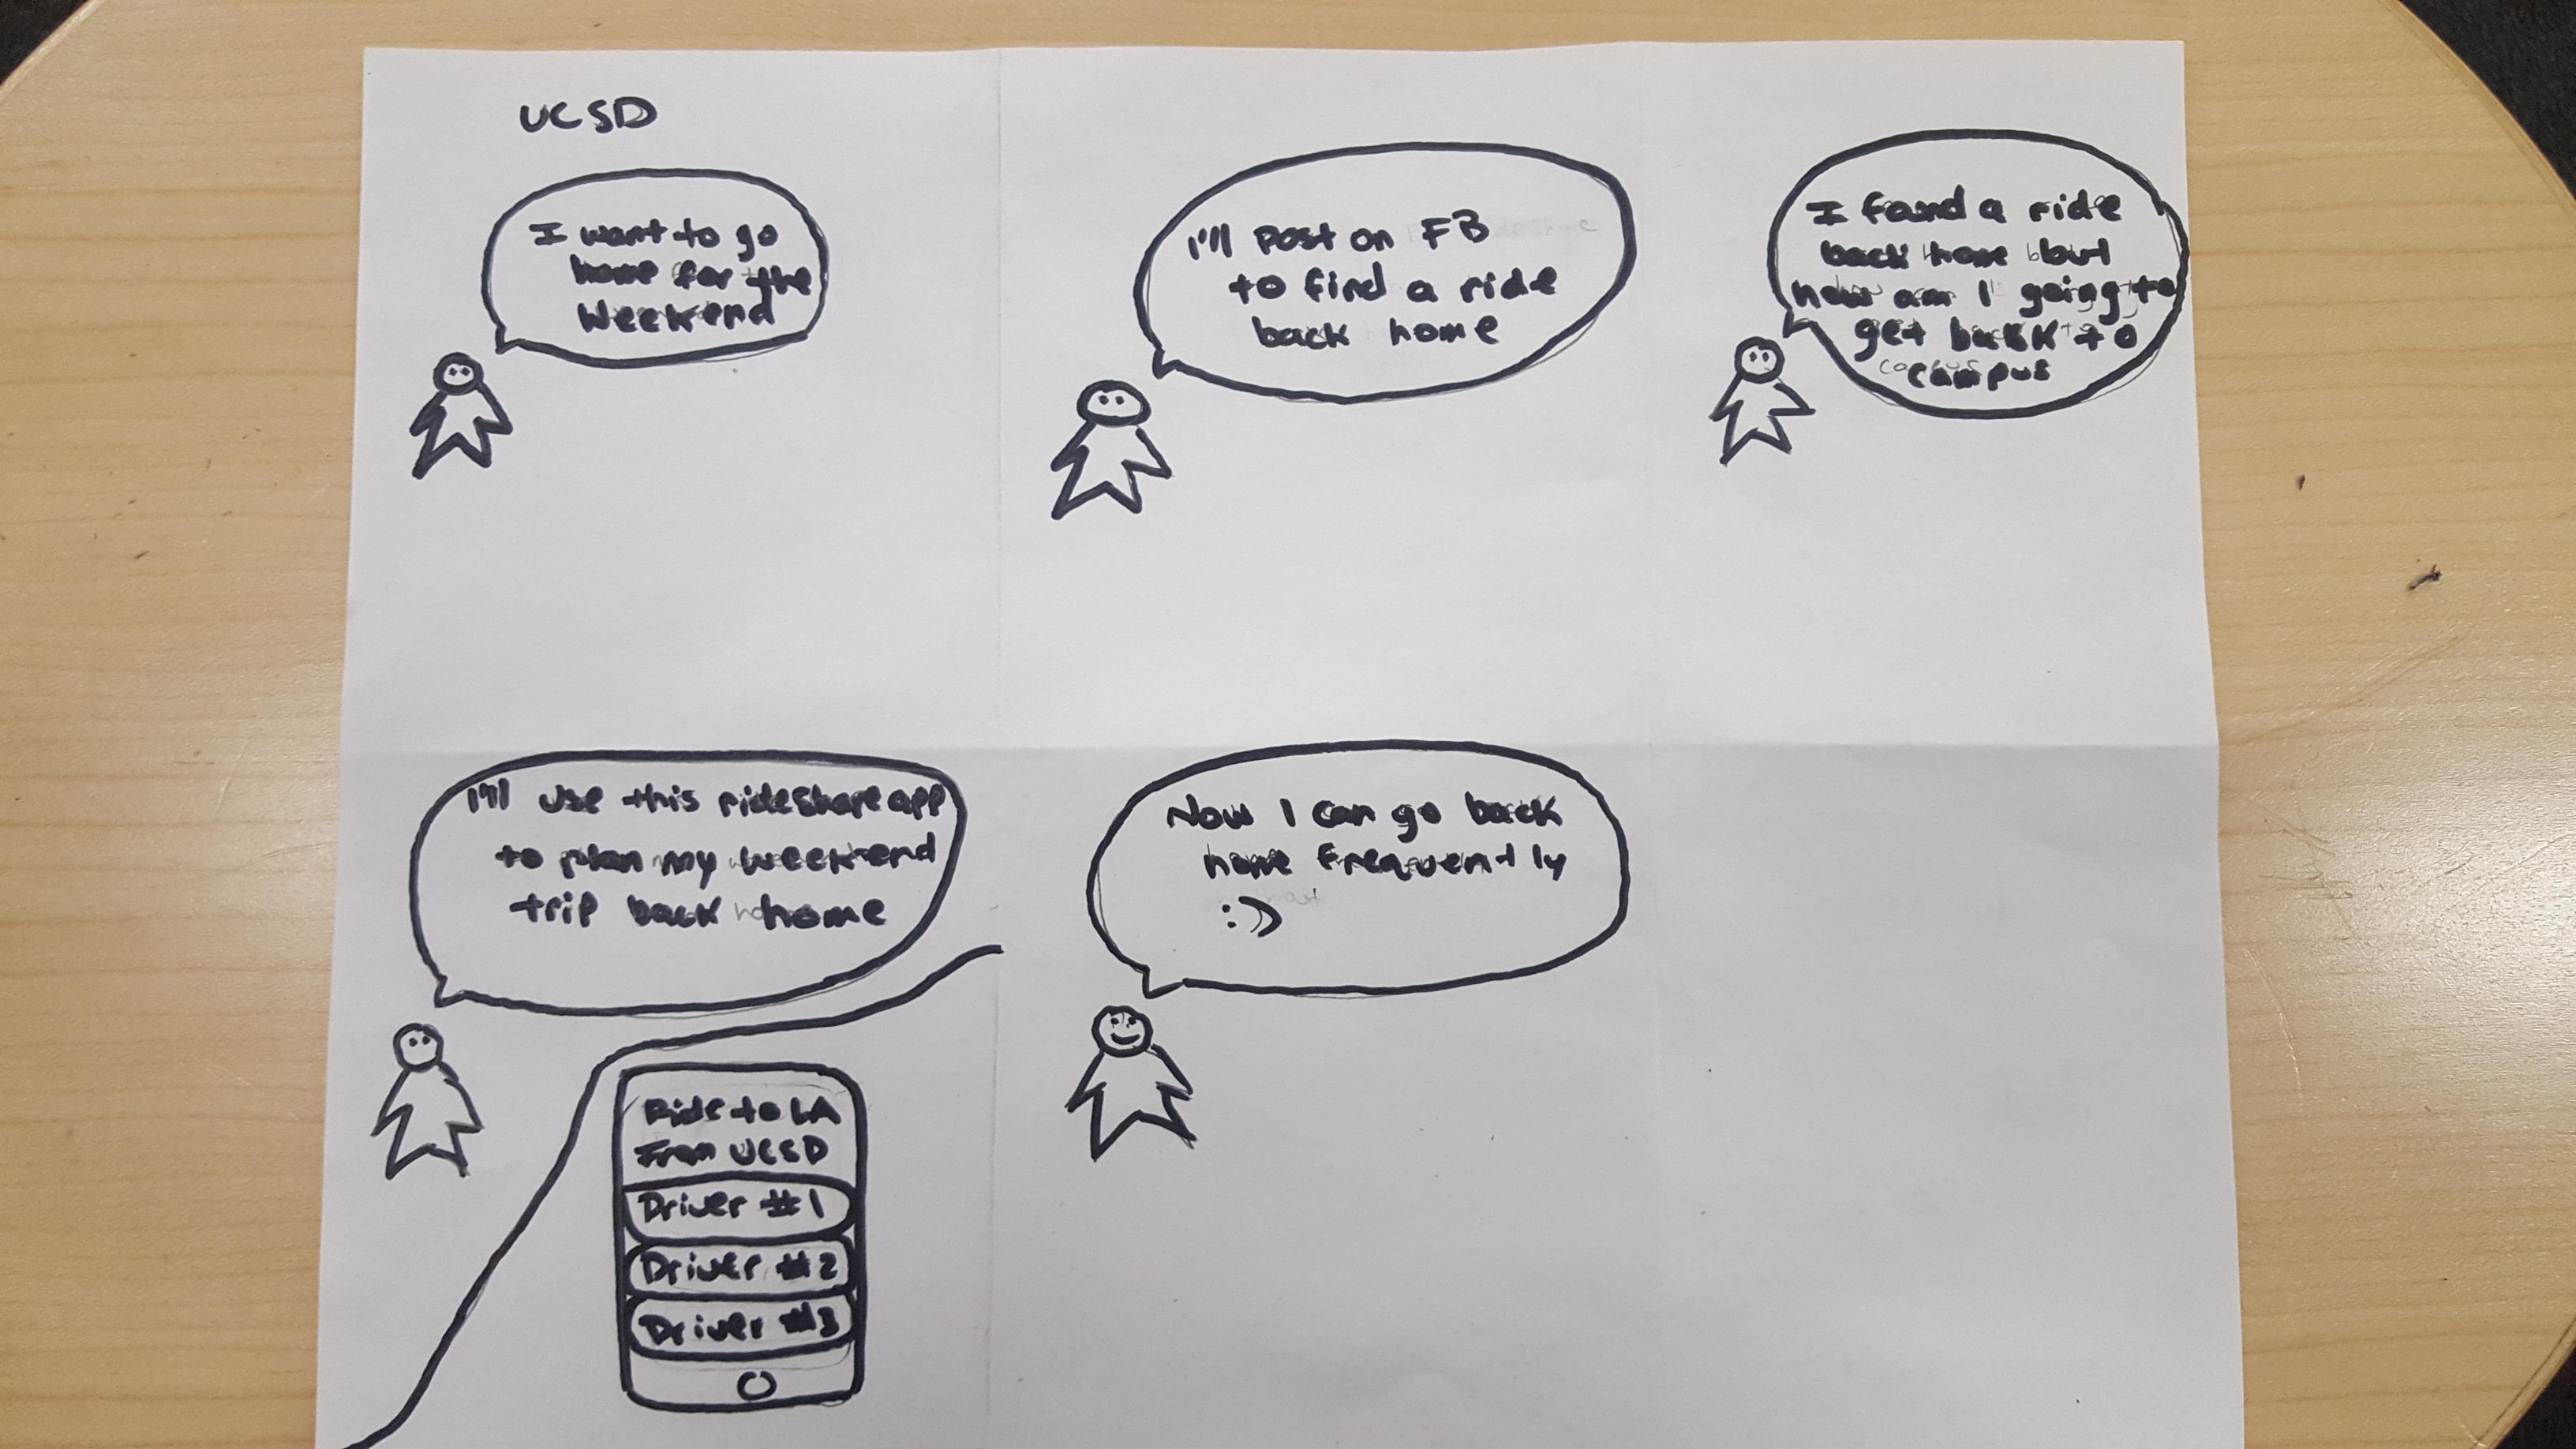 UCSD
I want to go
home for the
weekend
I'll post on FB
to find a ride
back home
I found a ride
back home but
how am I going to
get back to
campus
I'll use this rideshare app
to plan my weekend
trip back home
Ride to LA
From UCSD
Driver #1
Driver #2
Driver #3
Now I can go back
home frequently
:)